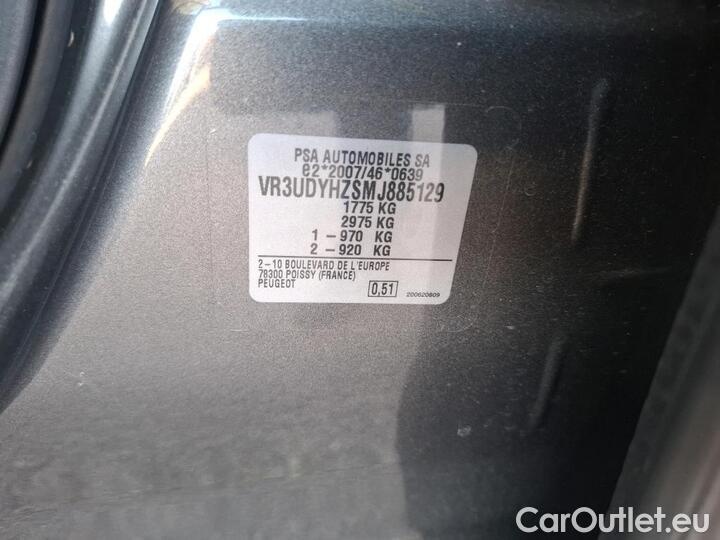 PSA AUTOMOBILES SA
e2*2007/46*0639
VR3UDYHZSMJ885129
1775 KG
2975 KG
1 – 970 KG
2 – 920 KG
2–10 BOULEVARD DE L'EUROPE
78300 POISSY (FRANCE)
PEUGEOT
0,51
200620809
CarOutlet.eu